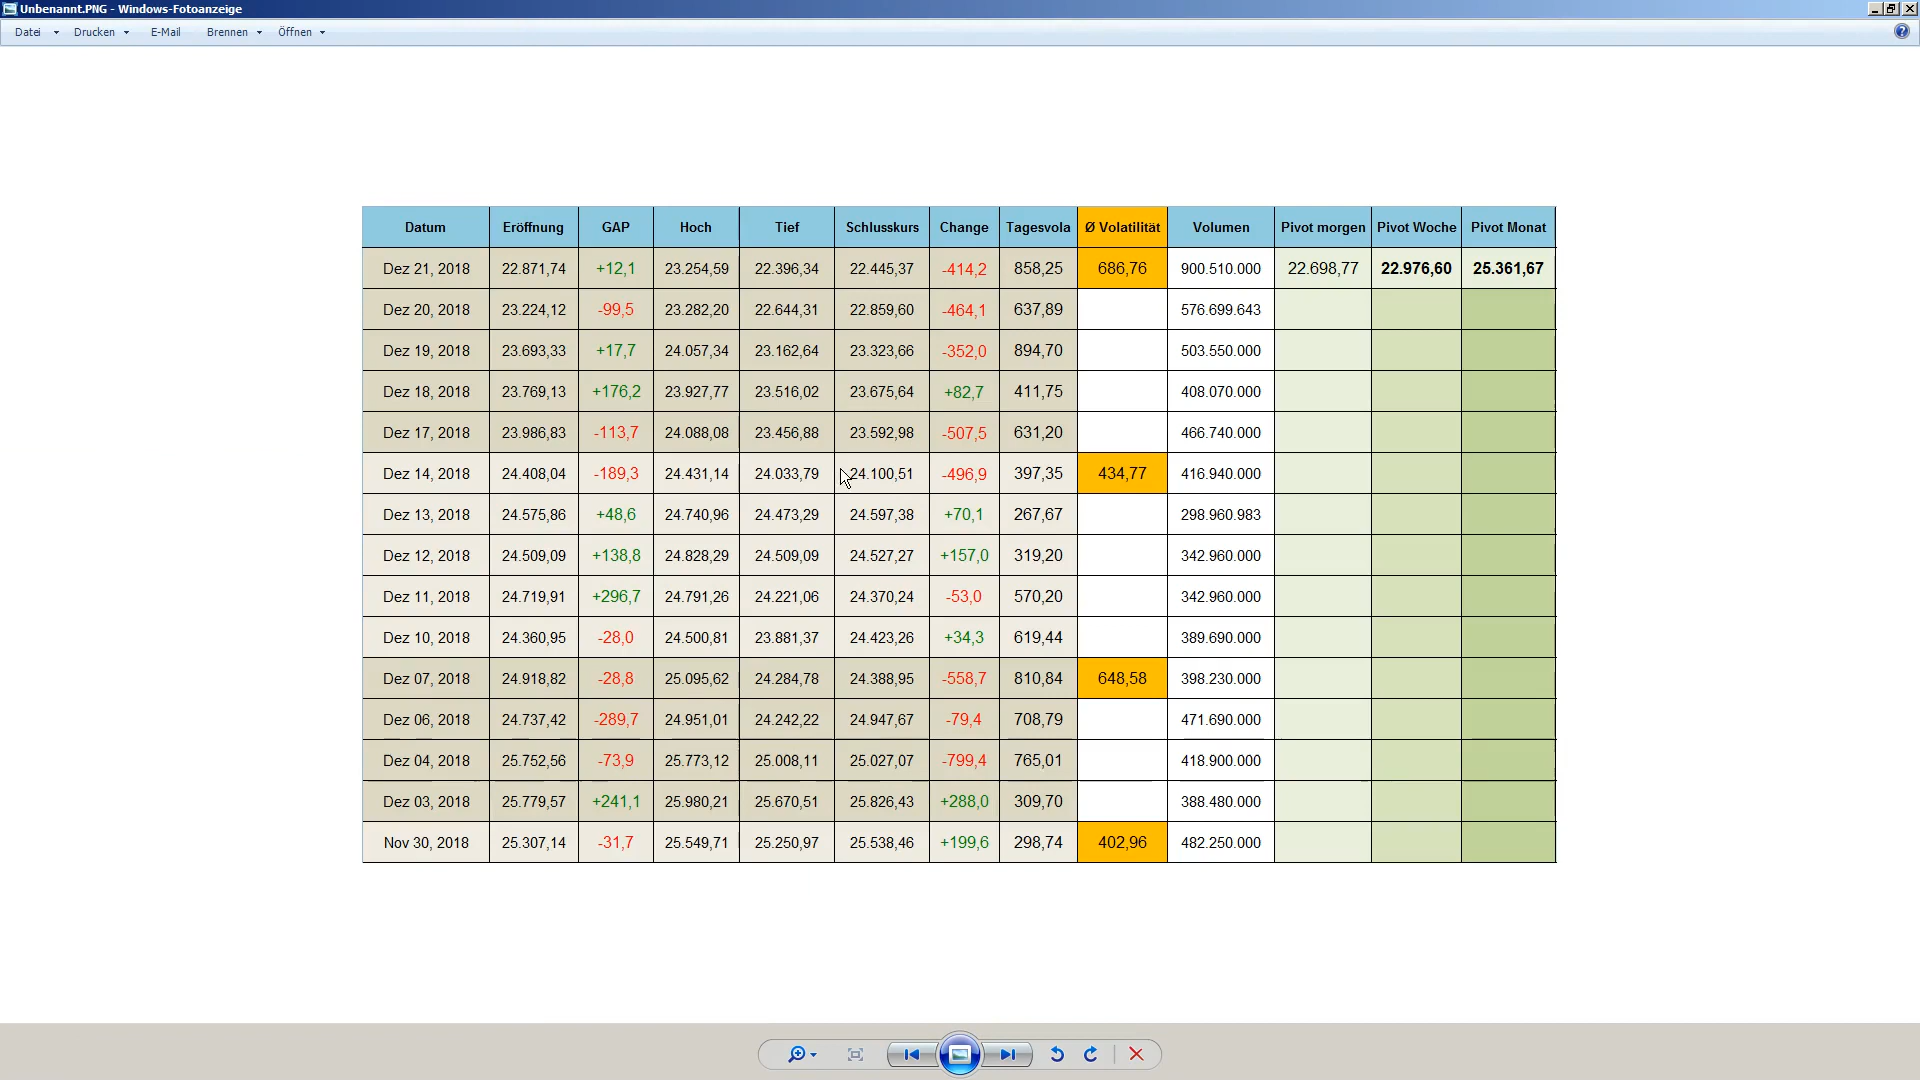 Unbenannt.PNG - Windows-Fotoanzeige
Datei Drucken E-Mail Brennen Öffnen
Datum Eröffnung GAP Hoch Tief Schlusskurs Change Tagesvola Ø Volatilität Volumen Pivot morgen Pivot Woche Pivot Monat
Dez 21, 2018 22.871,74 +12,1 23.254,59 22.396,34 22.445,37 -414,2 858,25 686,76 900.510.000 22.698,77 22.976,60 25.361,67
Dez 20, 2018 23.224,12 -99,5 23.282,20 22.644,31 22.859,60 -464,1 637,89 576.699.643
Dez 19, 2018 23.693,33 +17,7 24.057,34 23.162,64 23.323,66 -352,0 894,70 503.550.000
Dez 18, 2018 23.769,13 +176,2 23.927,77 23.516,02 23.675,64 +82,7 411,75 408.070.000
Dez 17, 2018 23.986,83 -113,7 24.088,08 23.456,88 23.592,98 -507,5 631,20 466.740.000
Dez 14, 2018 24.408,04 -189,3 24.431,14 24.033,79 24.100,51 -496,9 397,35 434,77 416.940.000
Dez 13, 2018 24.575,86 +48,6 24.740,96 24.473,29 24.597,38 +70,1 267,67 298.960.983
Dez 12, 2018 24.509,09 +138,8 24.828,29 24.509,09 24.527,27 +157,0 319,20 342.960.000
Dez 11, 2018 24.719,91 +296,7 24.791,26 24.221,06 24.370,24 -53,0 570,20 342.960.000
Dez 10, 2018 24.360,95 -28,0 24.500,81 23.881,37 24.423,26 +34,3 619,44 389.690.000
Dez 07, 2018 24.918,82 -28,8 25.095,62 24.284,78 24.388,95 -558,7 810,84 648,58 398.230.000
Dez 06, 2018 24.737,42 -289,7 24.951,01 24.242,22 24.947,67 -79,4 708,79 471.690.000
Dez 04, 2018 25.752,56 -73,9 25.773,12 25.008,11 25.027,07 -799,4 765,01 418.900.000
Dez 03, 2018 25.779,57 +241,1 25.980,21 25.670,51 25.826,43 +288,0 309,70 388.480.000
Nov 30, 2018 25.307,14 -31,7 25.549,71 25.250,97 25.538,46 +199,6 298,74 402,96 482.250.000